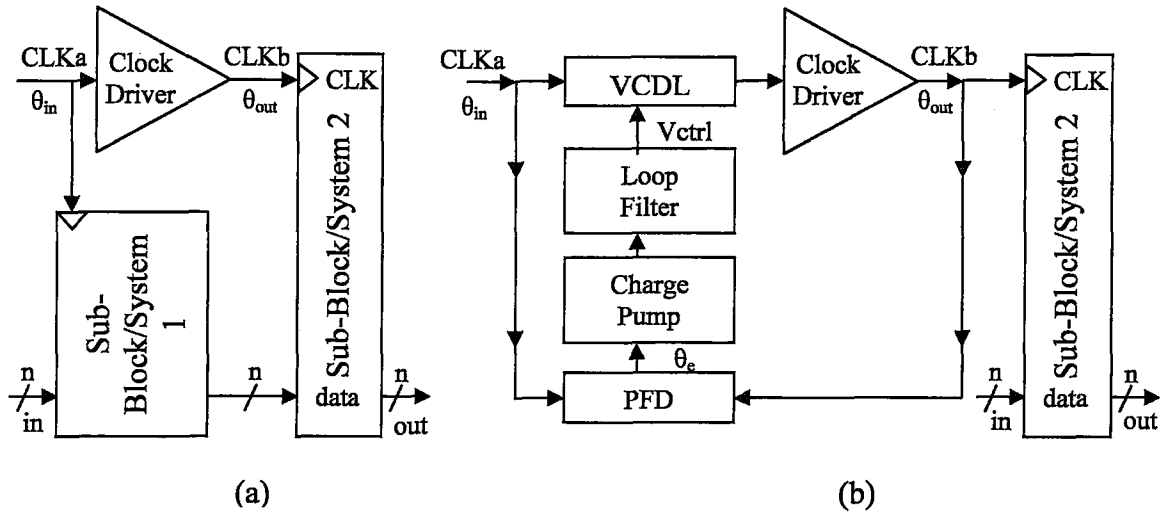 CLKa
θin
Clock
Driver
CLKb
θout
CLK
Sub-Block/System 2
data
Sub-
Block/System
1
n
in
n
n
out
(a)
CLKa
θin
VCDL
Vctrl
Loop
Filter
Charge
Pump
θe
PFD
Clock
Driver
CLKb
θout
CLK
Sub-Block/System 2
data
n
in
n
out
(b)